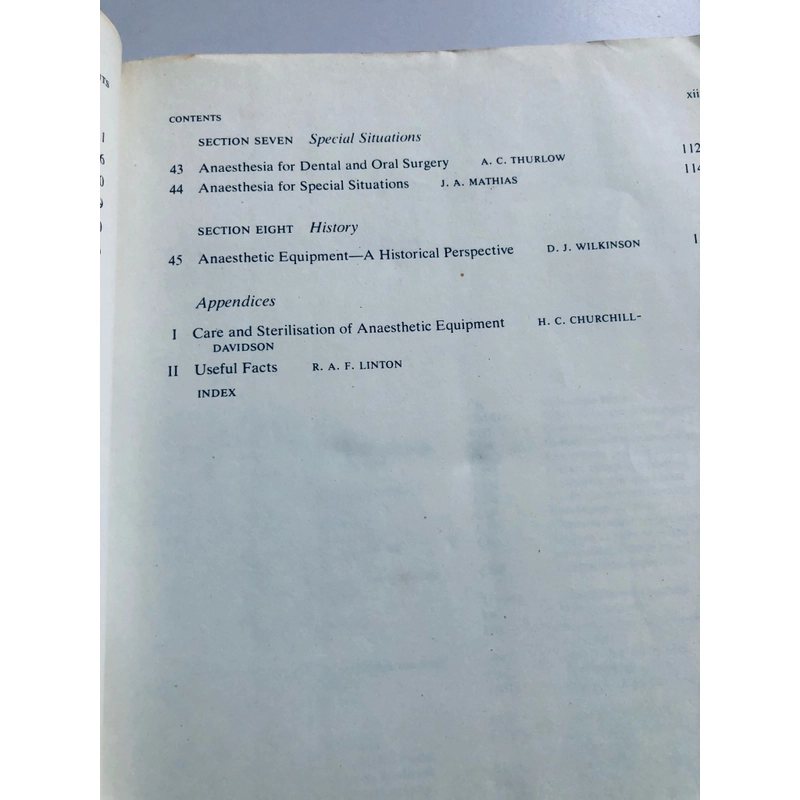 CONTENTS xii
SECTION SEVEN Special Situations
43 Anaesthesia for Dental and Oral Surgery A. C. THURLOW 112
44 Anaesthesia for Special Situations J. A. MATHIAS 114
SECTION EIGHT History
45 Anaesthetic Equipment—A Historical Perspective D. J. WILKINSON 1
Appendices
I Care and Sterilisation of Anaesthetic Equipment H. C. CHURCHILL-
DAVIDSON
II Useful Facts R. A. F. LINTON
INDEX